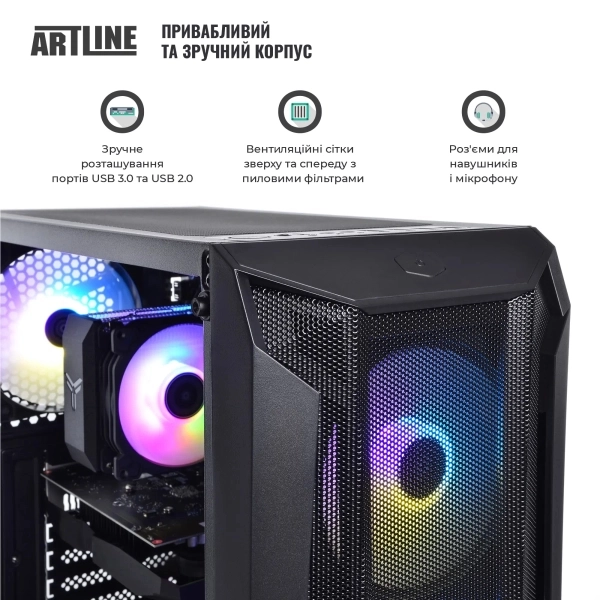 ARTLINE
ПРИВАБЛИВИЙ
ТА ЗРУЧНИЙ КОРПУС
Зручне
розташування
портів USB 3.0 та USB 2.0
Вентиляційні сітки
зверху та спереду з
пиловими фільтрами
Роз'єми для
навушників
і мікрофону